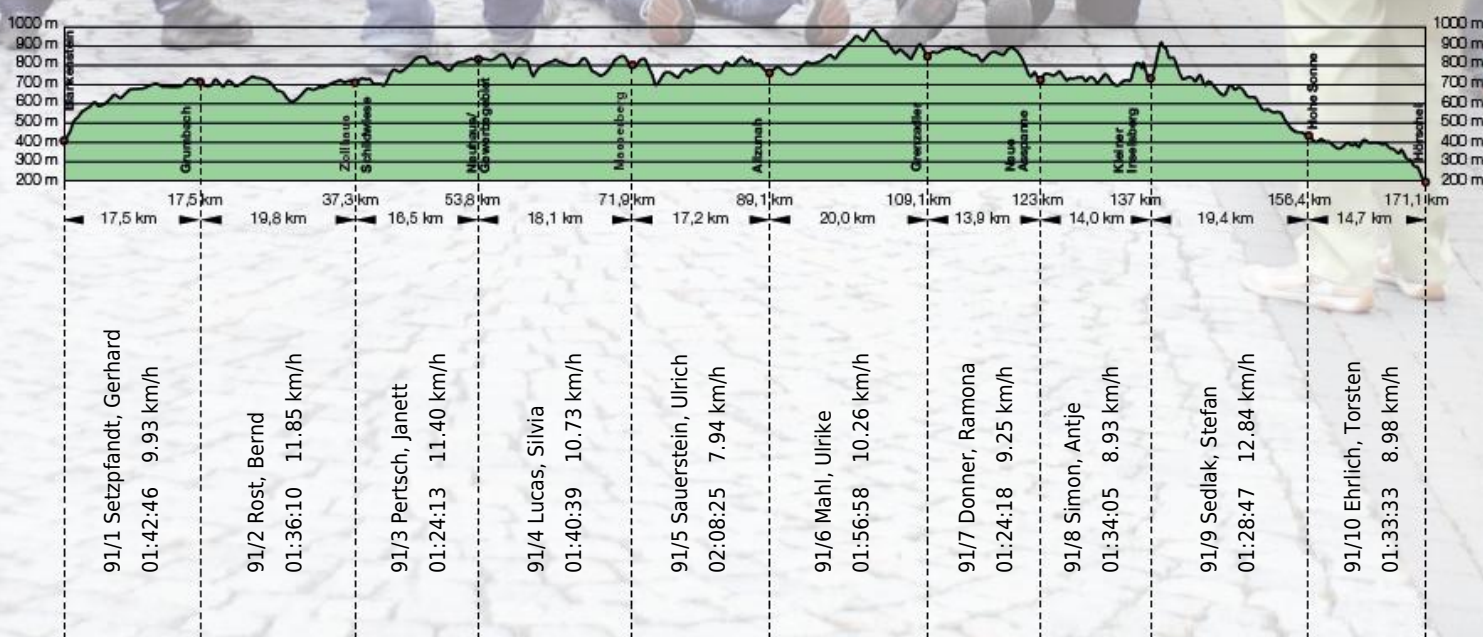 1000 m
900 m
800 m
700 m
600 m
500 m
400 m
300 m
200 m
1000 m
900 m
800 m
700 m
600 m
500 m
400 m
300 m
200 m
Blankenstein
Grumbach
Zollhaus
Schildwiese
Neuhaus/
Masserberg
Allzunah
Grenzadler
Neue
Ausspanne
Kleiner
Inselsberg
Hohe Sonne
Hörschel
17,5 km
37,3 km
53,8 km
71,9 km
89,1 km
109,1 km
123 km
137 km
156,4 km
171,1 km
17,5 km
19,8 km
16,5 km
18,1 km
17,2 km
20,0 km
13,9 km
14,0 km
19,4 km
14,7 km
91/1 Setzpfandt, Gerhard
01:42:46 9.93 km/h
91/2 Rost, Bernd
01:36:10 11.85 km/h
91/3 Pertsch, Janett
01:24:13 11.40 km/h
91/4 Lucas, Silvia
01:40:39 10.73 km/h
91/5 Sauerstein, Ulrich
02:08:25 7.94 km/h
91/6 Mahl, Ulrike
01:56:58 10.26 km/h
91/7 Donner, Ramona
01:24:18 9.25 km/h
91/8 Simon, Antje
01:34:05 8.93 km/h
91/9 Sedlak, Stefan
01:28:47 12.84 km/h
91/10 Ehrlich, Torsten
01:33:33 8.98 km/h